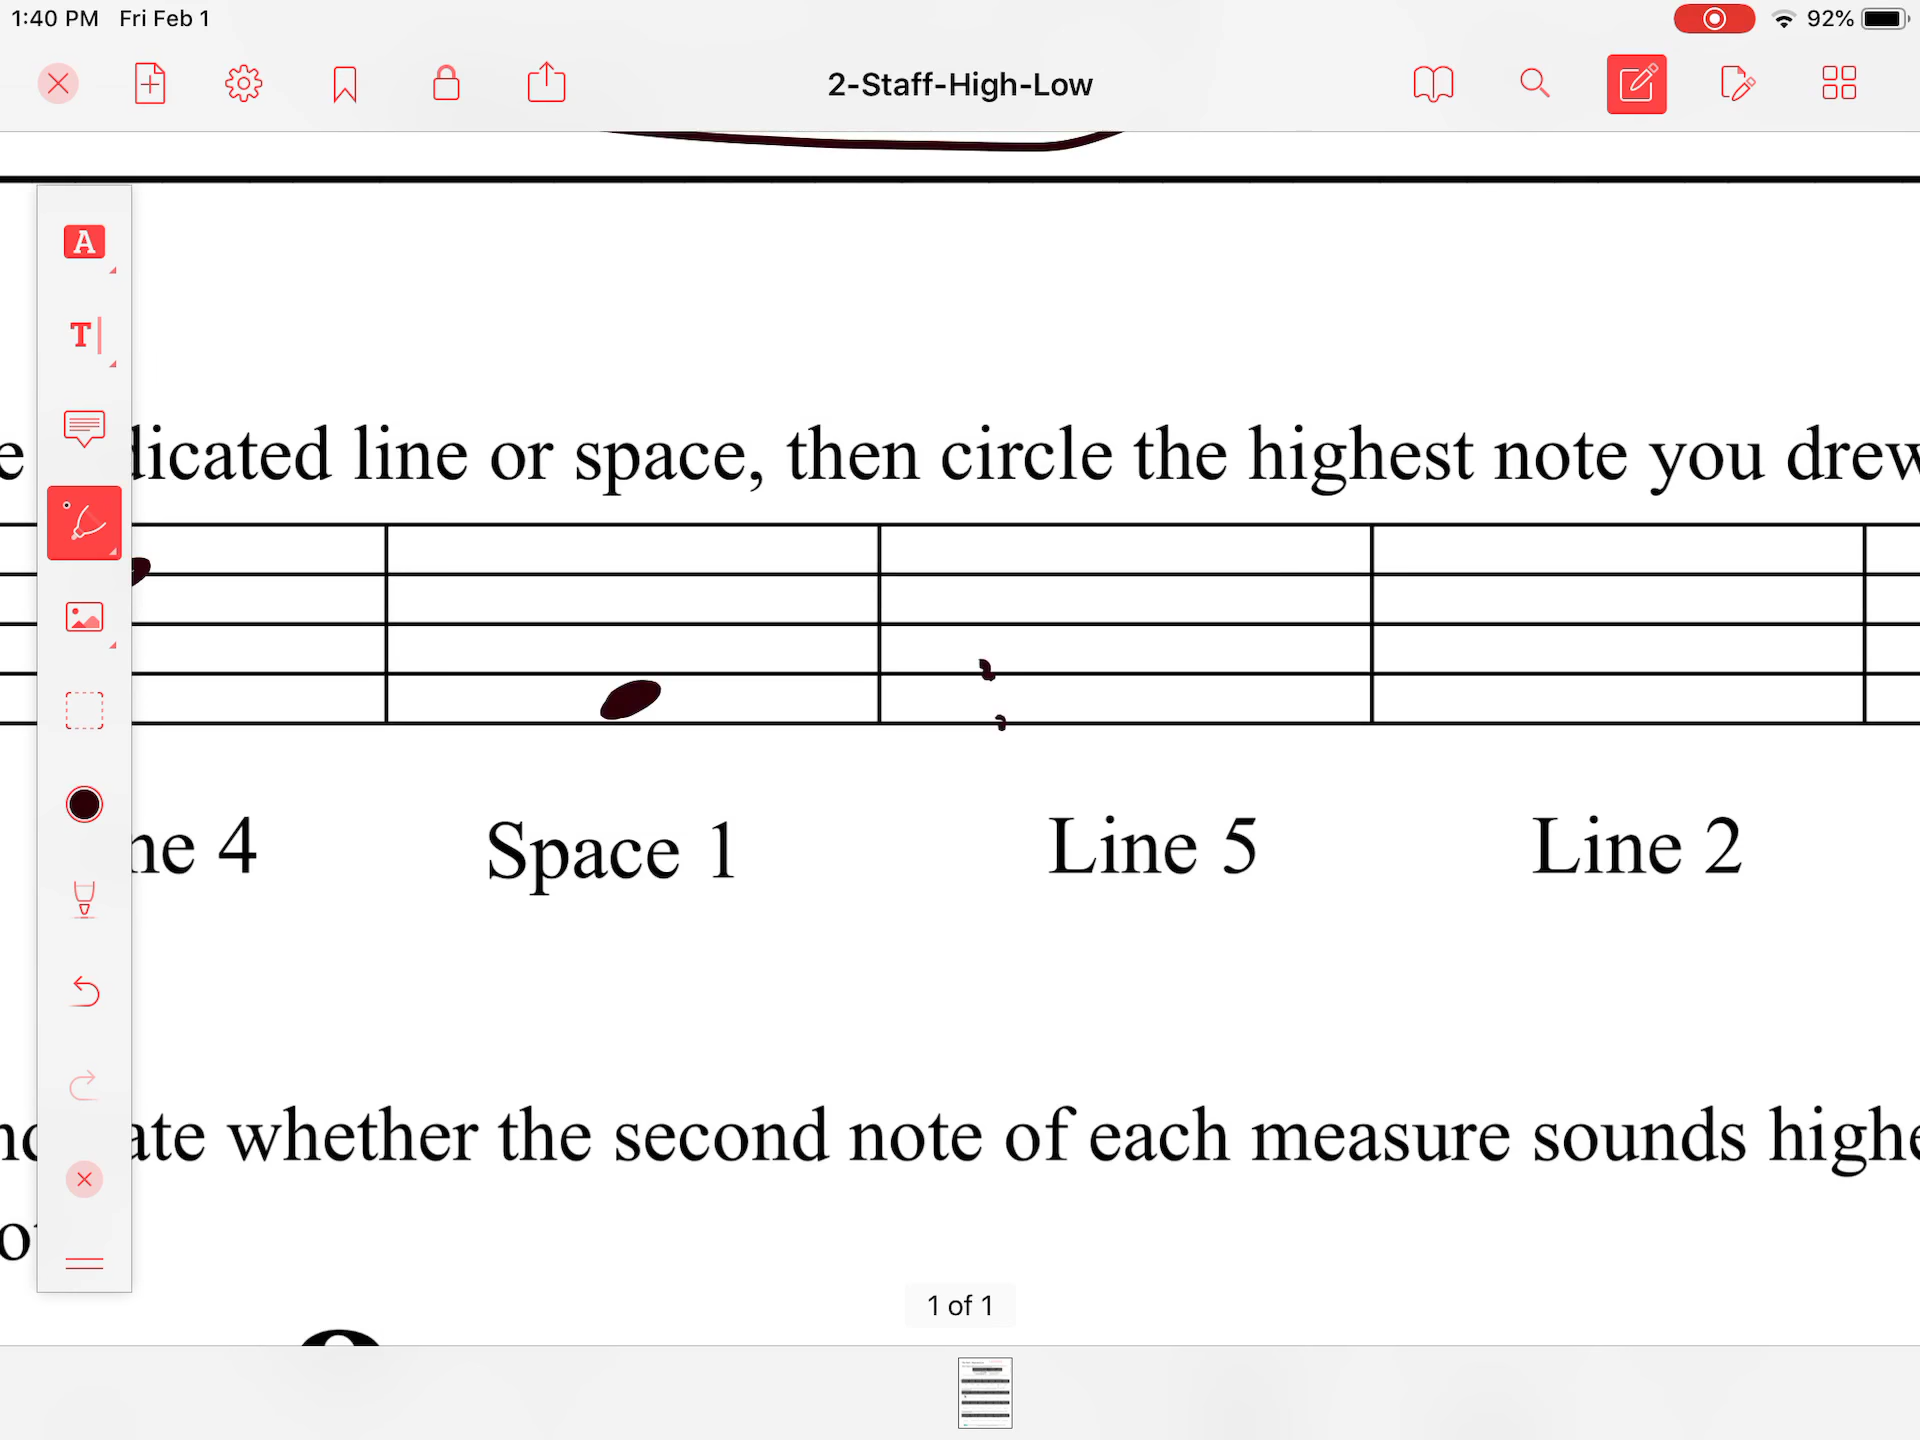 1:40 PM Fri Feb 1 92%
2-Staff-High-Low
A
T
dicated line or space, then circle the highest note you drew
ne 4 Space 1 Line 5 Line 2
ate whether the second note of each measure sounds highe
1 of 1